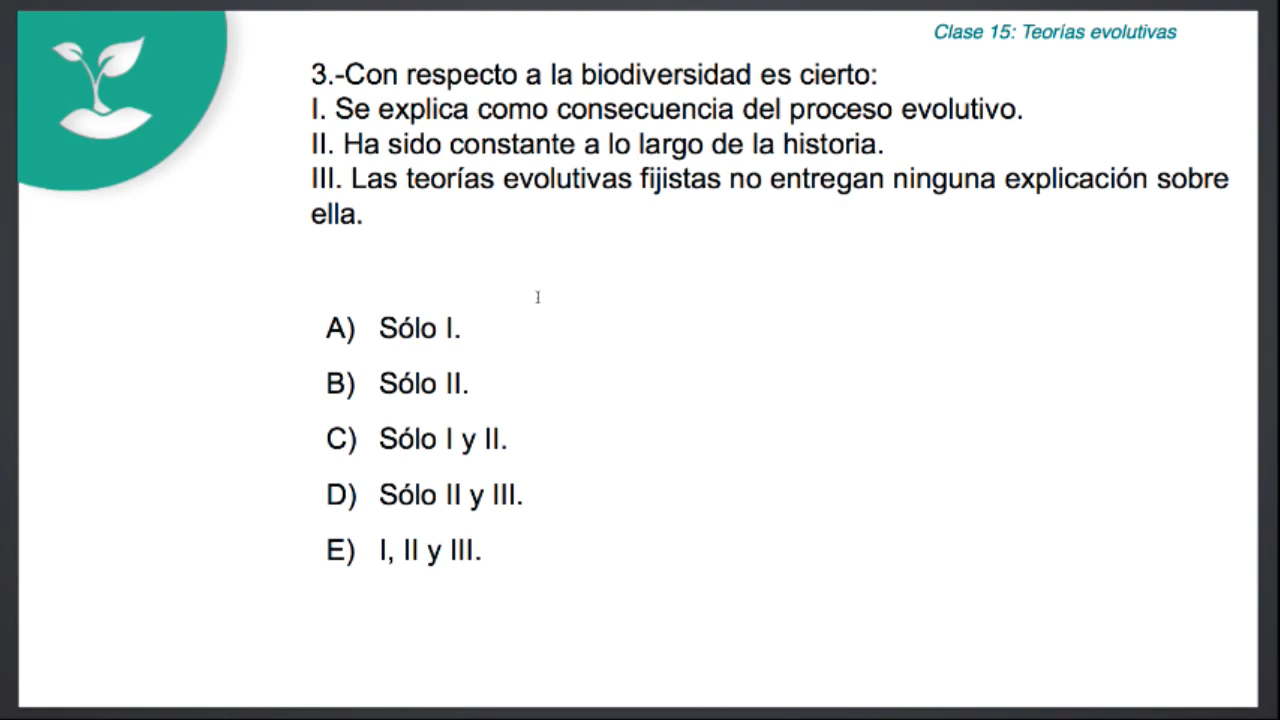 Clase 15: Teorías evolutivas
3.-Con respecto a la biodiversidad es cierto:
I. Se explica como consecuencia del proceso evolutivo.
II. Ha sido constante a lo largo de la historia.
III. Las teorías evolutivas fijistas no entregan ninguna explicación sobre
ella.
A) Sólo I.
B) Sólo II.
C) Sólo I y II.
D) Sólo II y III.
E) I, II y III.